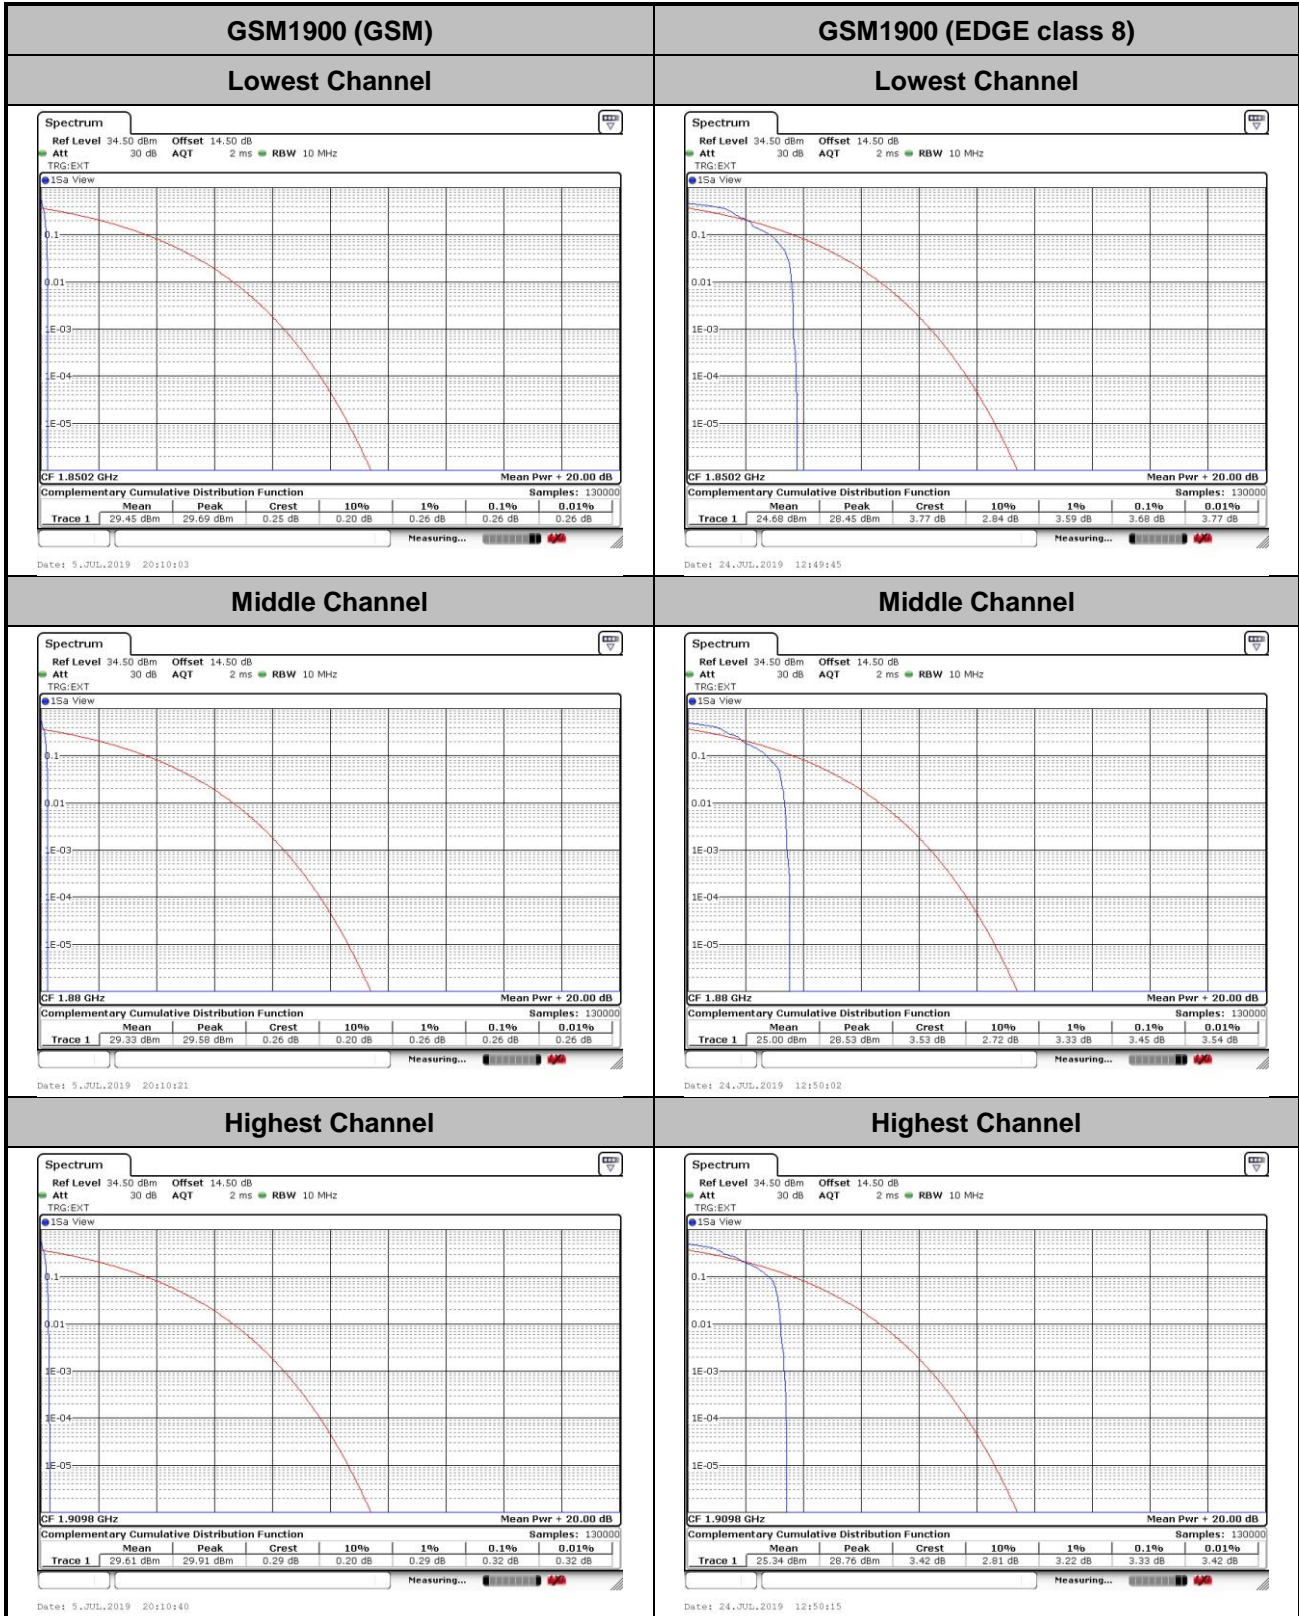 GSM1900 (GSM) GSM1900 (EDGE class 8)
Lowest Channel Lowest Channel
Spectrum
Ref Level 34.50 dBm Offset 14.50 dB
Att 30 dB AQT 2 ms RBW 10 MHz
TRG:EXT
1Sa View
0.1
0.01
1E-03
1E-04
1E-05
CF 1.8502 GHz Mean Pwr + 20.00 dB
Complementary Cumulative Distribution Function Samples: 130000
Mean Peak Crest 10% 1% 0.1% 0.01%
Trace 1 29.45 dBm 29.69 dBm 0.25 dB 0.20 dB 0.26 dB 0.26 dB 0.26 dB
Measuring...
Date: 5.JUL.2019 20:10:03
Spectrum
Ref Level 34.50 dBm Offset 14.50 dB
Att 30 dB AQT 2 ms RBW 10 MHz
TRG:EXT
1Sa View
0.1
0.01
1E-03
1E-04
1E-05
CF 1.8502 GHz Mean Pwr + 20.00 dB
Complementary Cumulative Distribution Function Samples: 130000
Mean Peak Crest 10% 1% 0.1% 0.01%
Trace 1 24.68 dBm 28.45 dBm 3.77 dB 2.84 dB 3.59 dB 3.68 dB 3.77 dB
Measuring...
Date: 24.JUL.2019 12:49:45
Middle Channel Middle Channel
Spectrum
Ref Level 34.50 dBm Offset 14.50 dB
Att 30 dB AQT 2 ms RBW 10 MHz
TRG:EXT
1Sa View
0.1
0.01
1E-03
1E-04
1E-05
CF 1.88 GHz Mean Pwr + 20.00 dB
Complementary Cumulative Distribution Function Samples: 130000
Mean Peak Crest 10% 1% 0.1% 0.01%
Trace 1 29.33 dBm 29.58 dBm 0.26 dB 0.20 dB 0.26 dB 0.26 dB 0.26 dB
Measuring...
Date: 5.JUL.2019 20:10:21
Spectrum
Ref Level 34.50 dBm Offset 14.50 dB
Att 30 dB AQT 2 ms RBW 10 MHz
TRG:EXT
1Sa View
0.1
0.01
1E-03
1E-04
1E-05
CF 1.88 GHz Mean Pwr + 20.00 dB
Complementary Cumulative Distribution Function Samples: 130000
Mean Peak Crest 10% 1% 0.1% 0.01%
Trace 1 25.00 dBm 28.53 dBm 3.53 dB 2.72 dB 3.33 dB 3.45 dB 3.54 dB
Measuring...
Date: 24.JUL.2019 12:50:02
Highest Channel Highest Channel
Spectrum
Ref Level 34.50 dBm Offset 14.50 dB
Att 30 dB AQT 2 ms RBW 10 MHz
TRG:EXT
1Sa View
0.1
0.01
1E-03
1E-04
1E-05
CF 1.9098 GHz Mean Pwr + 20.00 dB
Complementary Cumulative Distribution Function Samples: 130000
Mean Peak Crest 10% 1% 0.1% 0.01%
Trace 1 29.61 dBm 29.91 dBm 0.29 dB 0.20 dB 0.29 dB 0.32 dB 0.32 dB
Measuring...
Date: 5.JUL.2019 20:10:40
Spectrum
Ref Level 34.50 dBm Offset 14.50 dB
Att 30 dB AQT 2 ms RBW 10 MHz
TRG:EXT
1Sa View
0.1
0.01
1E-03
1E-04
1E-05
CF 1.9098 GHz Mean Pwr + 20.00 dB
Complementary Cumulative Distribution Function Samples: 130000
Mean Peak Crest 10% 1% 0.1% 0.01%
Trace 1 25.34 dBm 28.76 dBm 3.42 dB 2.81 dB 3.22 dB 3.33 dB 3.42 dB
Measuring...
Date: 24.JUL.2019 12:50:15